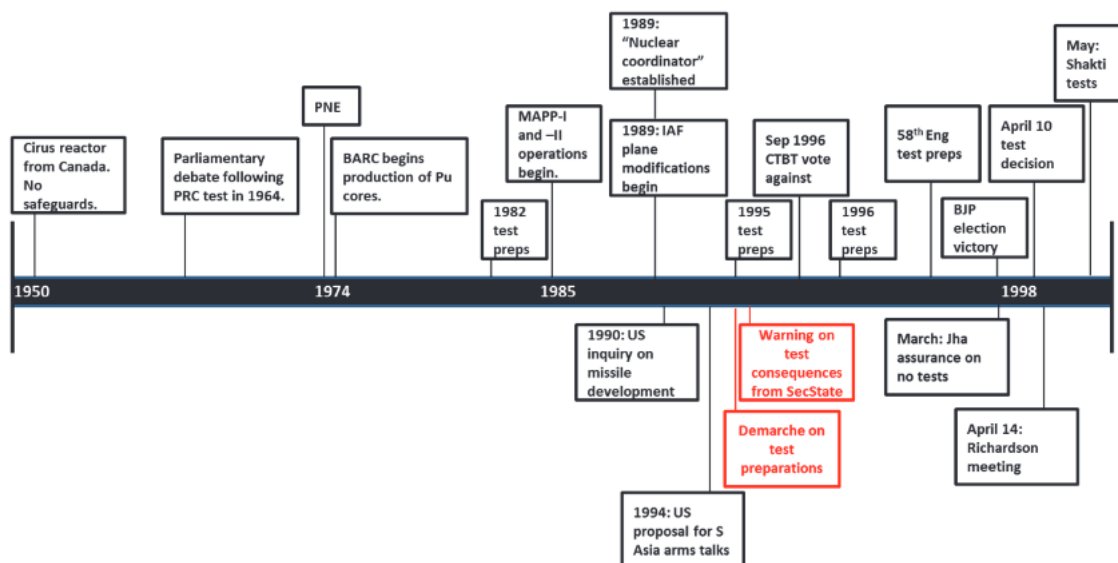 1989:
“Nuclear
coordinator”
established
May:
Shakti
tests
PNE
MAPP-I
and –II
operations
begin.
1989: IAF
plane
modifications
begin
Sep 1996
CTBT vote
against
58th Eng
test preps
April 10
test
decision
Cirus reactor
from Canada.
No
safeguards.
Parliamentary
debate following
PRC test in 1964.
BARC begins
production of Pu
cores.
1982
test
preps
1995
test
preps
1996
test
preps
BJP
election
victory
1950
1974
1985
1998
1990: US
inquiry on
missile
development
Warning on
test
consequences
from SecState
March: Jha
assurance on
no tests
Demarche on
test
preparations
April 14:
Richardson
meeting
1994: US
proposal for S
Asia arms talks